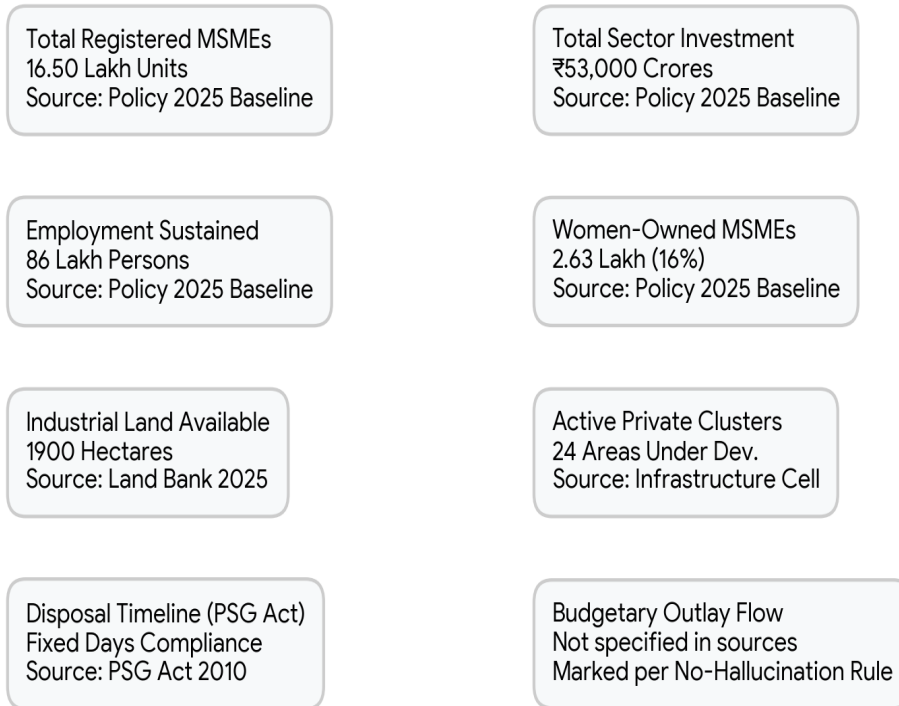 Total Registered MSMEs
16.50 Lakh Units
Source: Policy 2025 Baseline
Total Sector Investment
₹53,000 Crores
Source: Policy 2025 Baseline
Employment Sustained
86 Lakh Persons
Source: Policy 2025 Baseline
Women-Owned MSMEs
2.63 Lakh (16%)
Source: Policy 2025 Baseline
Industrial Land Available
1900 Hectares
Source: Land Bank 2025
Active Private Clusters
24 Areas Under Dev.
Source: Infrastructure Cell
Disposal Timeline (PSG Act)
Fixed Days Compliance
Source: PSG Act 2010
Budgetary Outlay Flow
Not specified in sources
Marked per No-Hallucination Rule